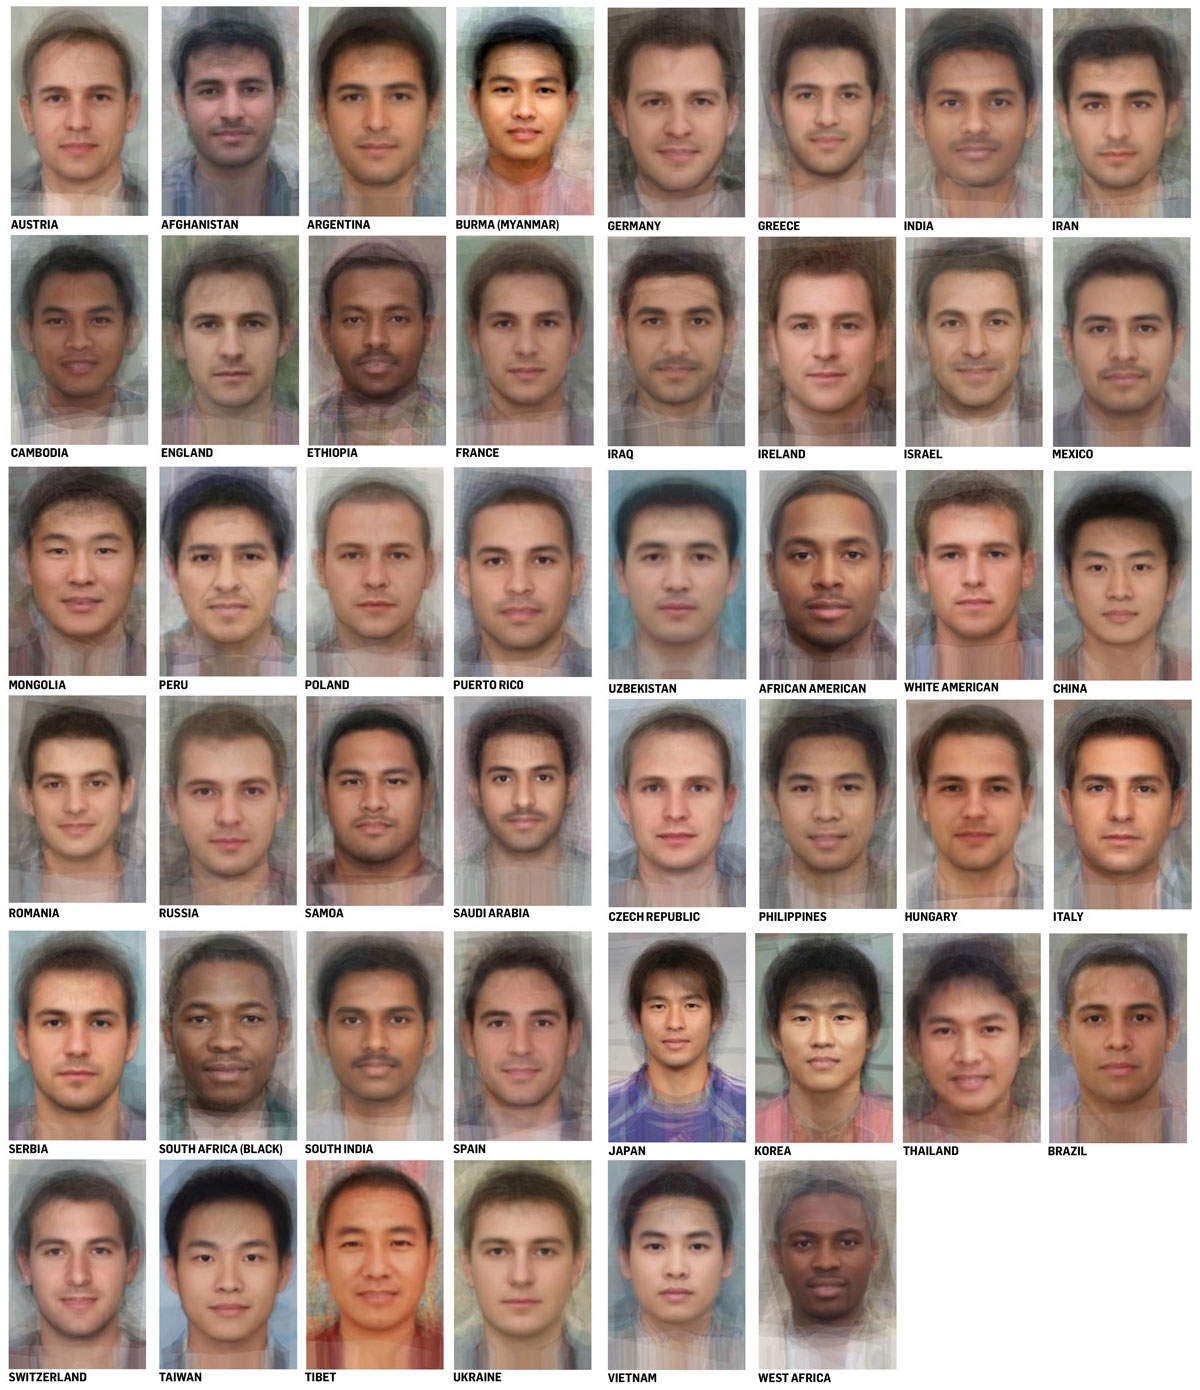 AUSTRIA
AFGHANISTAN
ARGENTINA
BURMA (MYANMAR)
GERMANY
GREECE
INDIA
IRAN
CAMBODIA
ENGLAND
ETHIOPIA
FRANCE
IRAQ
IRELAND
ISRAEL
MEXICO
MONGOLIA
PERU
POLAND
PUERTO RICO
UZBEKISTAN
AFRICAN AMERICAN
WHITE AMERICAN
CHINA
ROMANIA
RUSSIA
SAMOA
SAUDI ARABIA
CZECH REPUBLIC
PHILIPPINES
HUNGARY
ITALY
SERBIA
SOUTH AFRICA (BLACK)
SOUTH INDIA
SPAIN
JAPAN
KOREA
THAILAND
BRAZIL
SWITZERLAND
TAIWAN
TIBET
UKRAINE
VIETNAM
WEST AFRICA